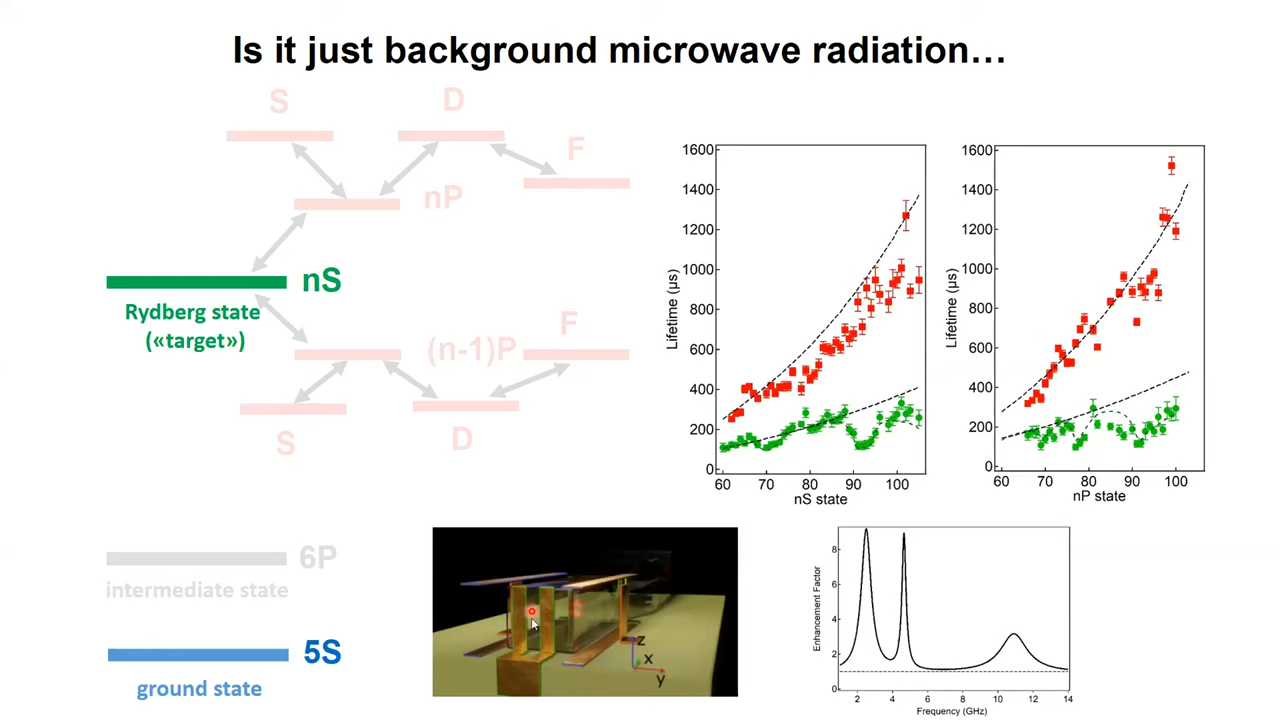 Is it just background microwave radiation…
S
D
F
nP
nS
Rydberg state
(«target»)
(n-1)P
F
S
D
6P
intermediate state
5S
ground state
1600
1400
1200
1000
800
600
400
200
0
Lifetime (µs)
60 70 80 90 100
nS state
1600
1400
1200
1000
800
600
400
200
0
Lifetime (µs)
60 70 80 90 100
nP state
z
x
y
8
6
4
2
0
Enhancement Factor
2 4 6 8 10 12 14
Frequency (GHz)